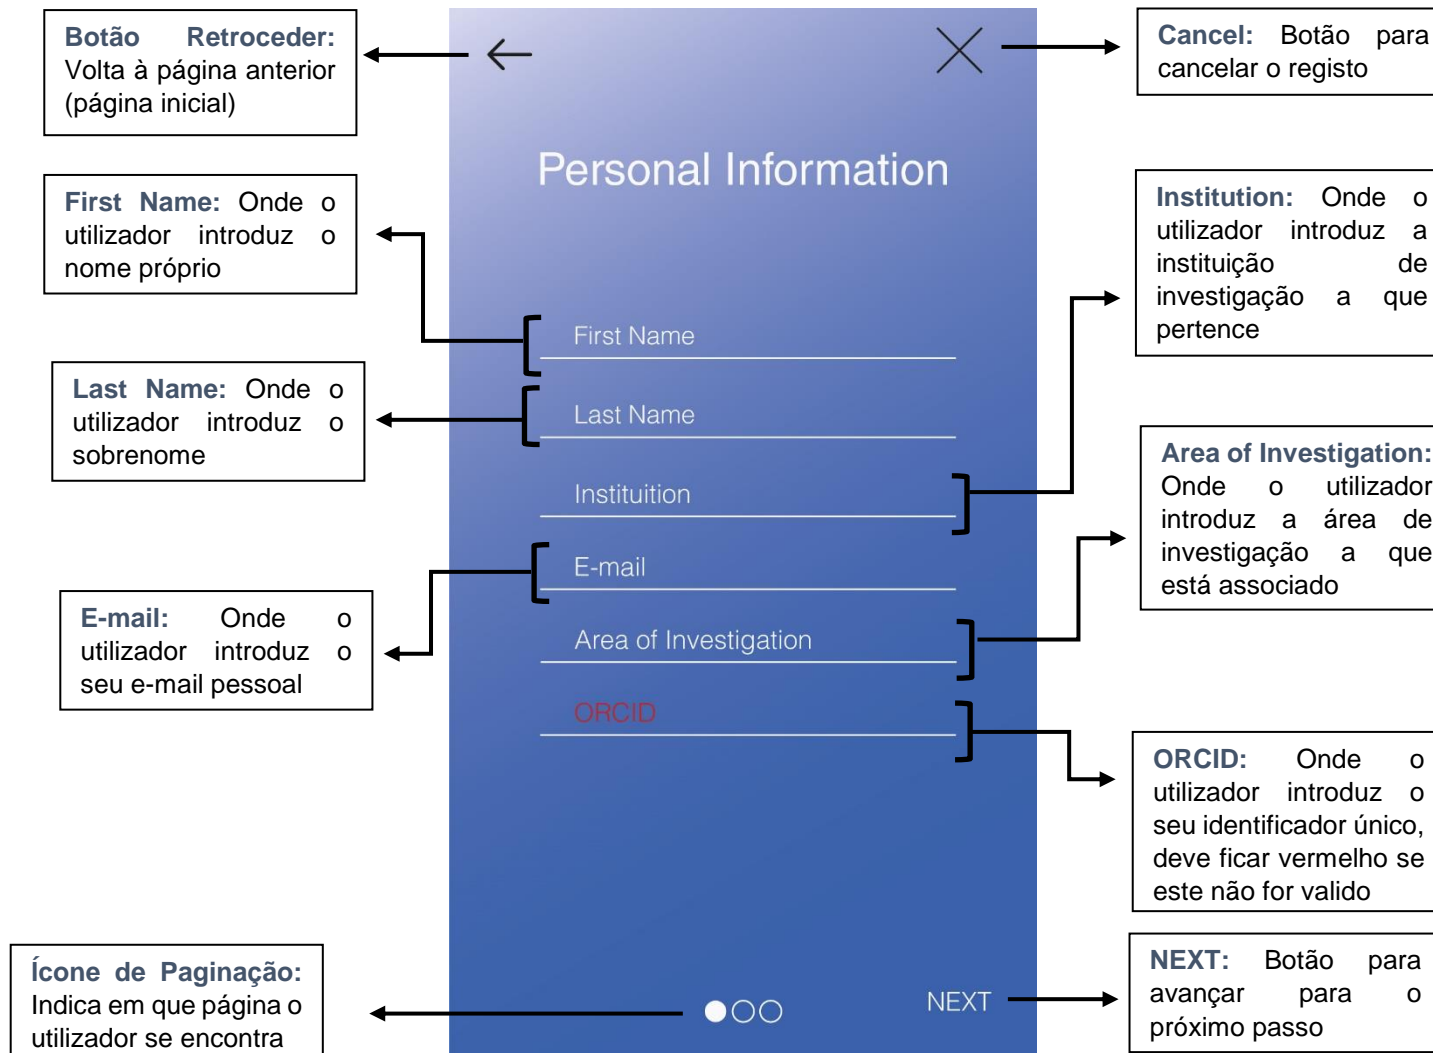 Botão Retroceder:
Volta à página anterior
(página inicial)
First Name: Onde o
utilizador introduz o
nome próprio
Last Name: Onde o
utilizador introduz o
sobrenome
E-mail: Onde o
utilizador introduz o
seu e-mail pessoal
Ícone de Paginação:
Indica em que página o
utilizador se encontra
Personal Information
First Name
Last Name
Instituition
E-mail
Area of Investigation
ORCID
NEXT
Cancel: Botão para
cancelar o registo
Institution: Onde o
utilizador introduz a
instituição de
investigação a que
pertence
Area of Investigation:
Onde o utilizador
introduz a área de
investigação a que
está associado
ORCID: Onde o
utilizador introduz o
seu identificador único,
deve ficar vermelho se
este não for valido
NEXT: Botão para
avançar para o
próximo passo